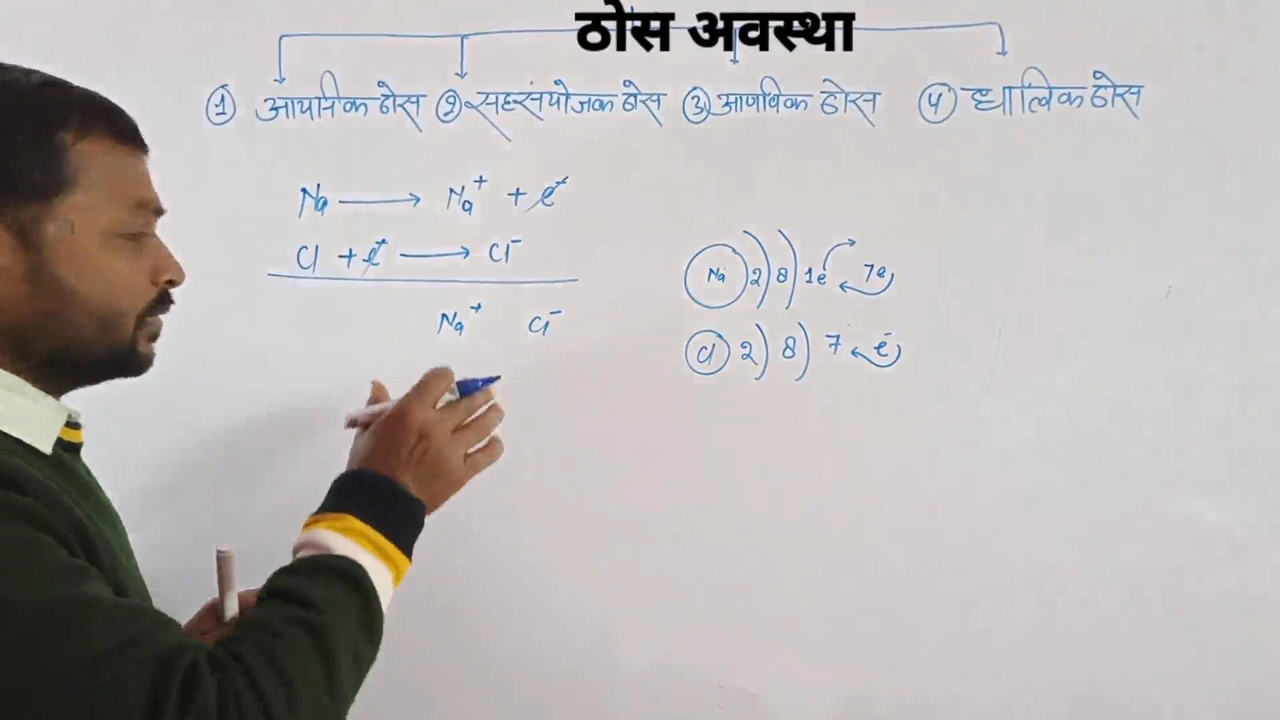 ठोस अवस्था
① आयनिक ठोस ② सहसंयोजक ठोस ③ आणविक ठोस ④ धात्विक ठोस
Na ⟶ Na⁺ + e⁻
Cl + e⁻ ⟶ Cl⁻
Na⁺ Cl⁻
Na 2) 8) 1e 7e
Cl 2) 8) 7 e⁻